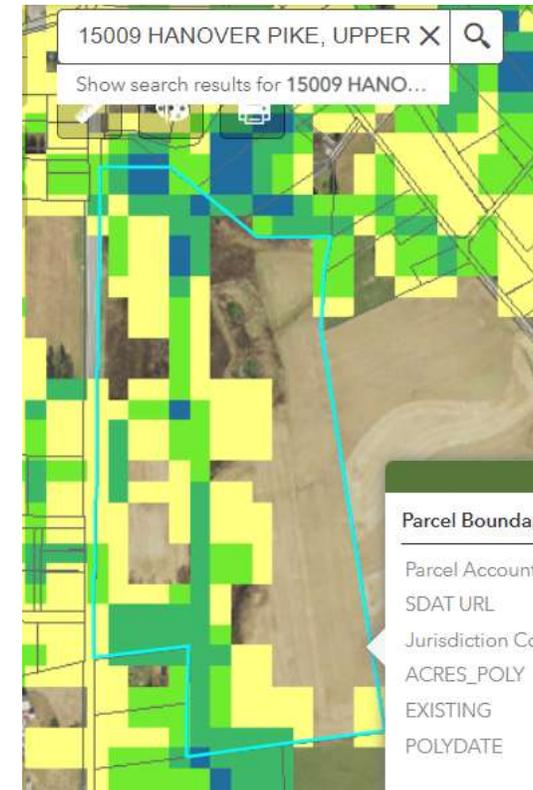 15009 HANOVER PIKE, UPPER
Show search results for 15009 HANO...
Parcel Bounda
Parcel Account
SDAT URL
Jurisdiction Co
ACRES_POLY
EXISTING
POLYDATE